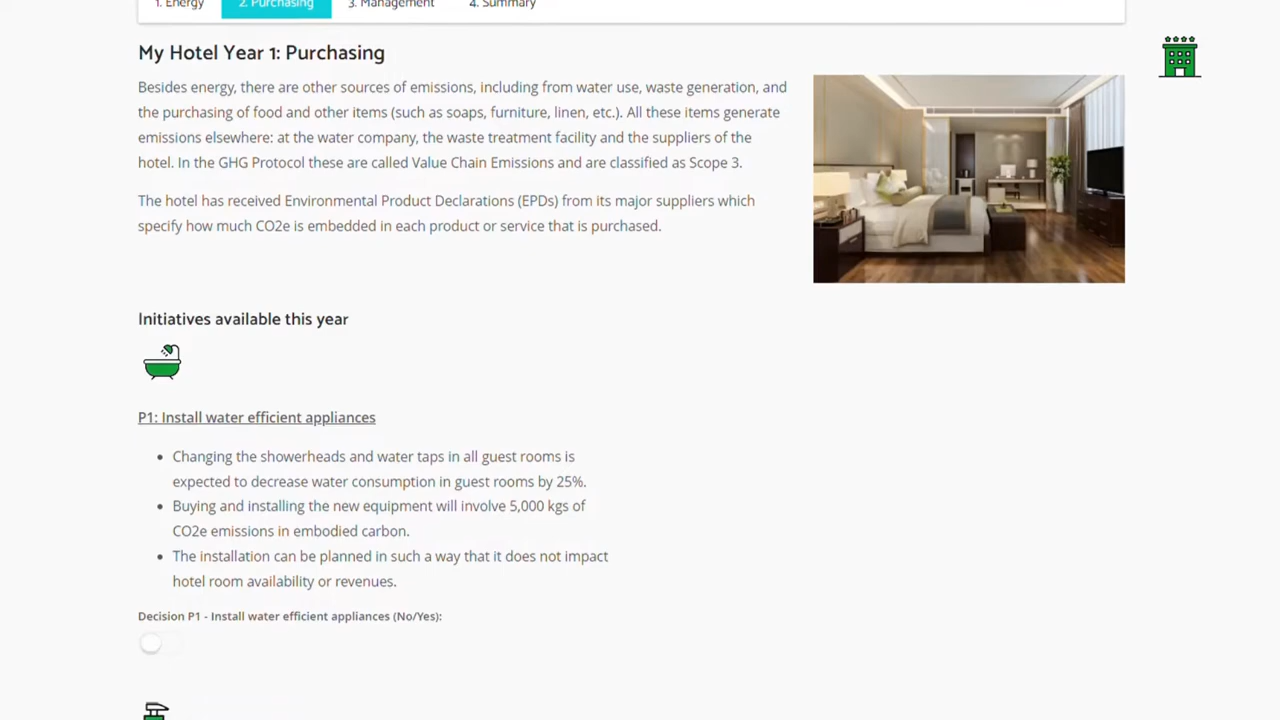 1. Energy
2. Purchasing
3. Management
4. Summary
My Hotel Year 1: Purchasing
Besides energy, there are other sources of emissions, including from water use, waste generation, and
the purchasing of food and other items (such as soaps, furniture, linen, etc.). All these items generate
emissions elsewhere: at the water company, the waste treatment facility and the suppliers of the
hotel. In the GHG Protocol these are called Value Chain Emissions and are classified as Scope 3.
The hotel has received Environmental Product Declarations (EPDs) from its major suppliers which
specify how much CO2e is embedded in each product or service that is purchased.
Initiatives available this year
P1: Install water efficient appliances
• Changing the showerheads and water taps in all guest rooms is
expected to decrease water consumption in guest rooms by 25%.
• Buying and installing the new equipment will involve 5,000 kgs of
CO2e emissions in embodied carbon.
• The installation can be planned in such a way that it does not impact
hotel room availability or revenues.
Decision P1 - Install water efficient appliances (No/Yes):